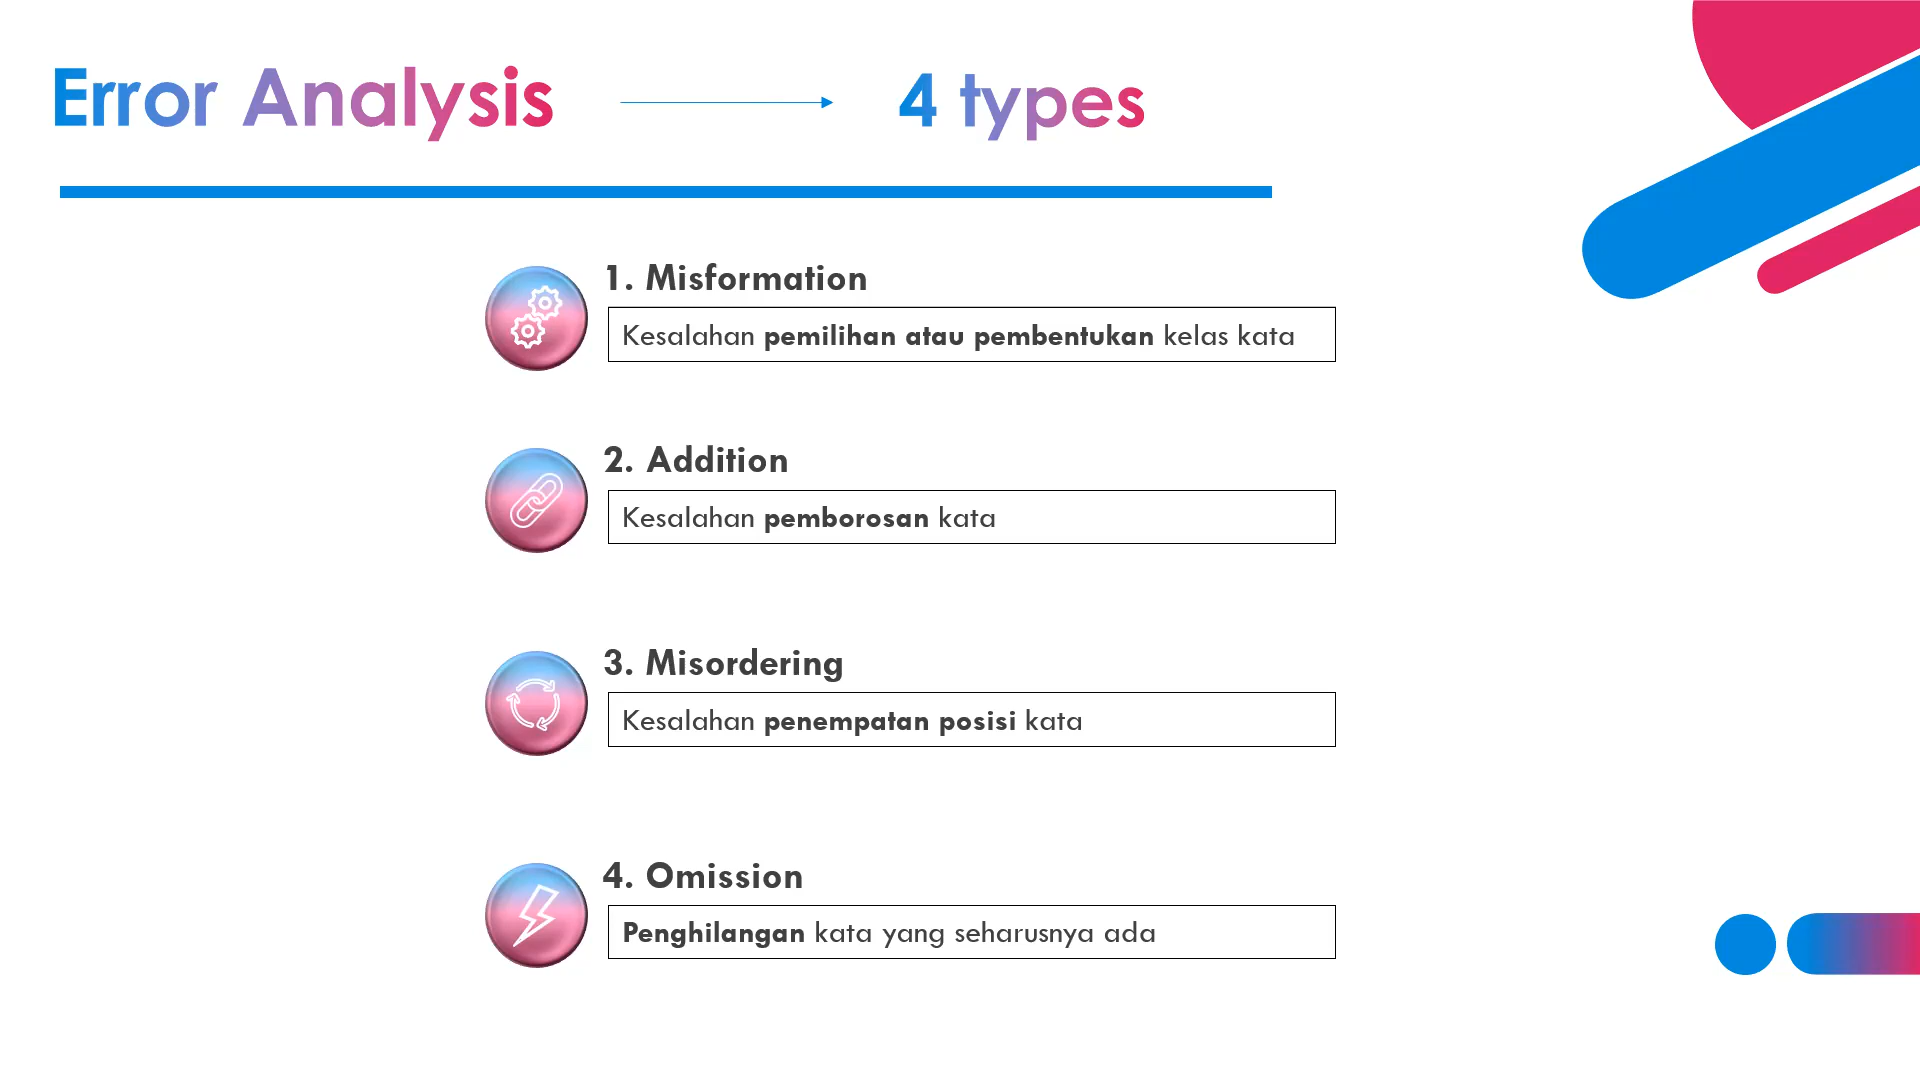 Error Analysis
4 types
1. Misformation
Kesalahan pemilihan atau pembentukan kelas kata
2. Addition
Kesalahan pemborosan kata
3. Misordering
Kesalahan penempatan posisi kata
4. Omission
Penghilangan kata yang seharusnya ada